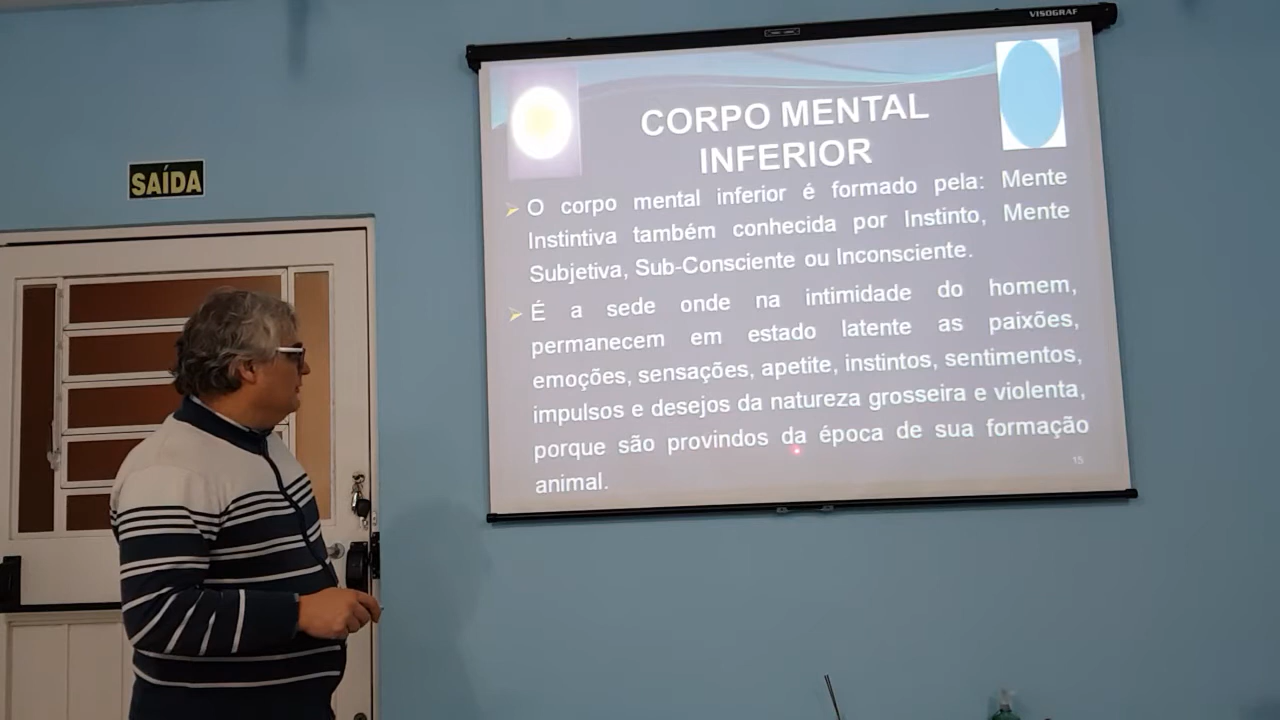 VISOGRAF
SAÍDA
CORPO MENTAL
INFERIOR
O corpo mental inferior é formado pela: Mente
Instintiva também conhecida por Instinto, Mente
Subjetiva, Sub-Consciente ou Inconsciente.
É a sede onde na intimidade do homem,
permanecem em estado latente as paixões,
emoções, sensações, apetite, instintos, sentimentos,
impulsos e desejos da natureza grosseira e violenta,
porque são provindos da época de sua formação
animal.
15